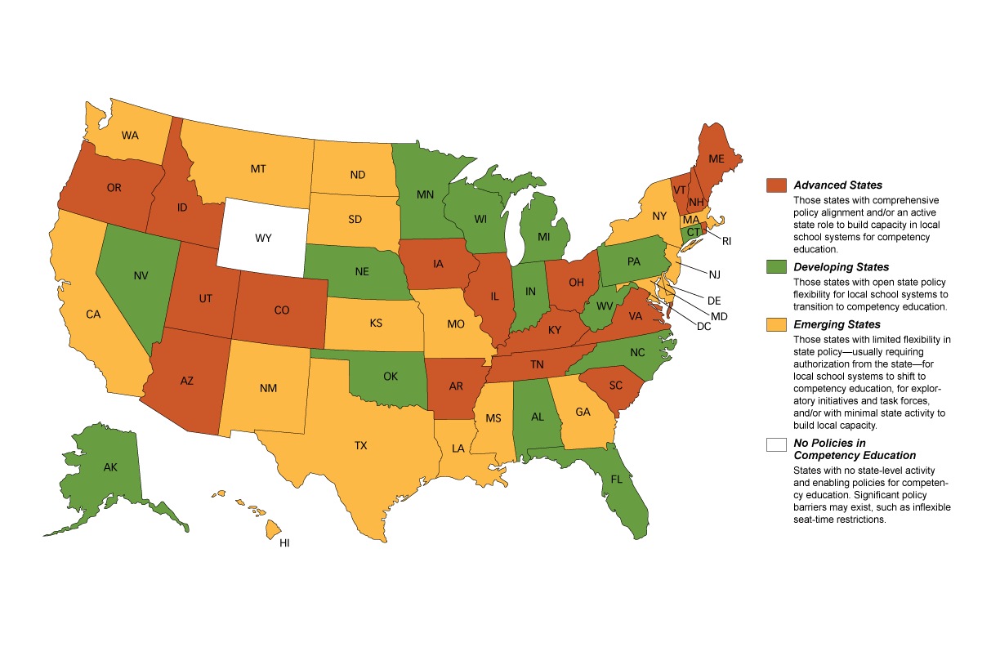 WA
OR
ID
MT
ND
SD
WY
MN
WI
MI
NE
IA
NV
UT
CO
CA
KS
MO
IL
IN
OH
PA
NY
VT
NH
ME
MA
CT
RI
NJ
DE
MD
DC
WV
VA
KY
NC
TN
SC
AZ
NM
OK
AR
TX
LA
MS
AL
GA
FL
AK
HI
Advanced States
Those states with comprehensive
policy alignment and/or an active
state role to build capacity in local
school systems for competency
education.
Developing States
Those states with open state policy
flexibility for local school systems to
transition to competency education.
Emerging States
Those states with limited flexibility in
state policy—usually requiring
authorization from the state—for
local school systems to shift to
competency education, for explor-
atory initiatives and task forces,
and/or with minimal state activity to
build local capacity.
No Policies in
Competency Education
States with no state-level activity
and enabling policies for competen-
cy education. Significant policy
barriers may exist, such as inflexible
seat-time restrictions.